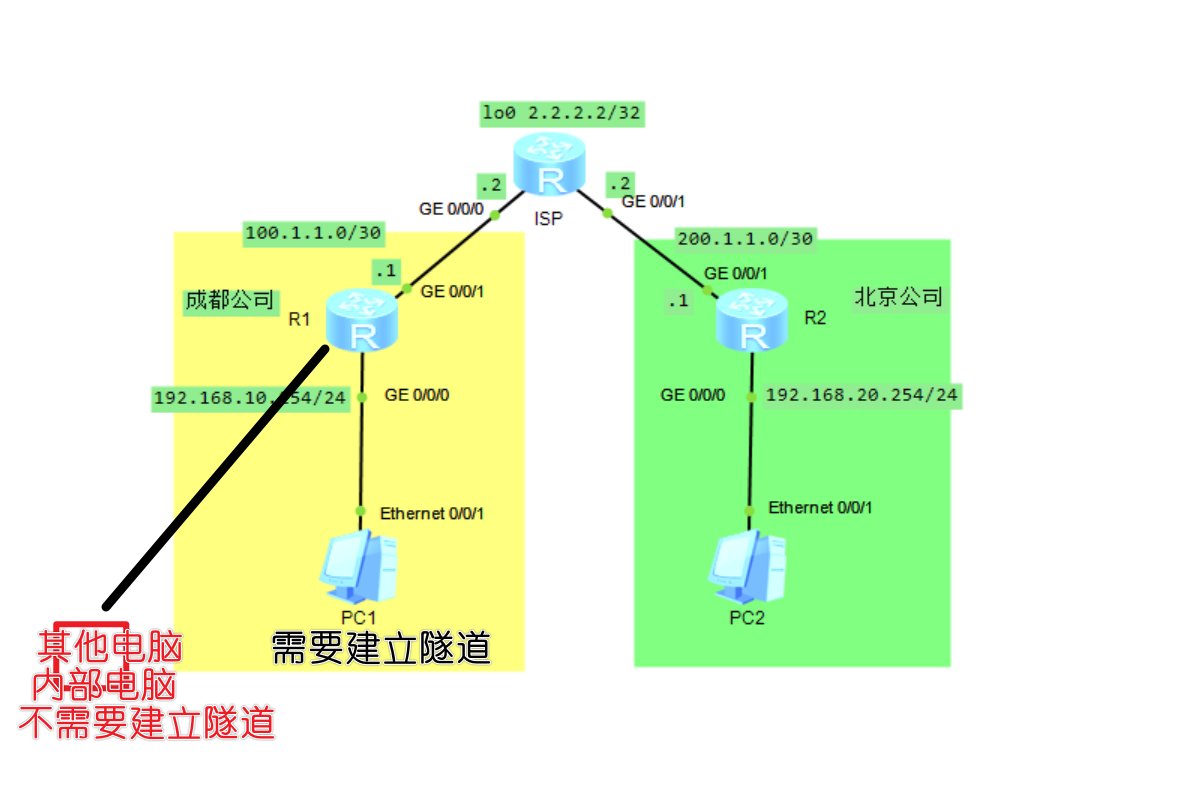 lo0 2.2.2.2/32
.2
.2
GE 0/0/0
GE 0/0/1
ISP
100.1.1.0/30
200.1.1.0/30
.1
GE 0/0/1
GE 0/0/1
.1
成都公司
北京公司
R1
R2
R
R
R
192.168.10.254/24
GE 0/0/0
GE 0/0/0
192.168.20.254/24
Ethernet 0/0/1
Ethernet 0/0/1
PC1
PC2
需要建立隧道
其他电脑
内部电脑
不需要建立隧道